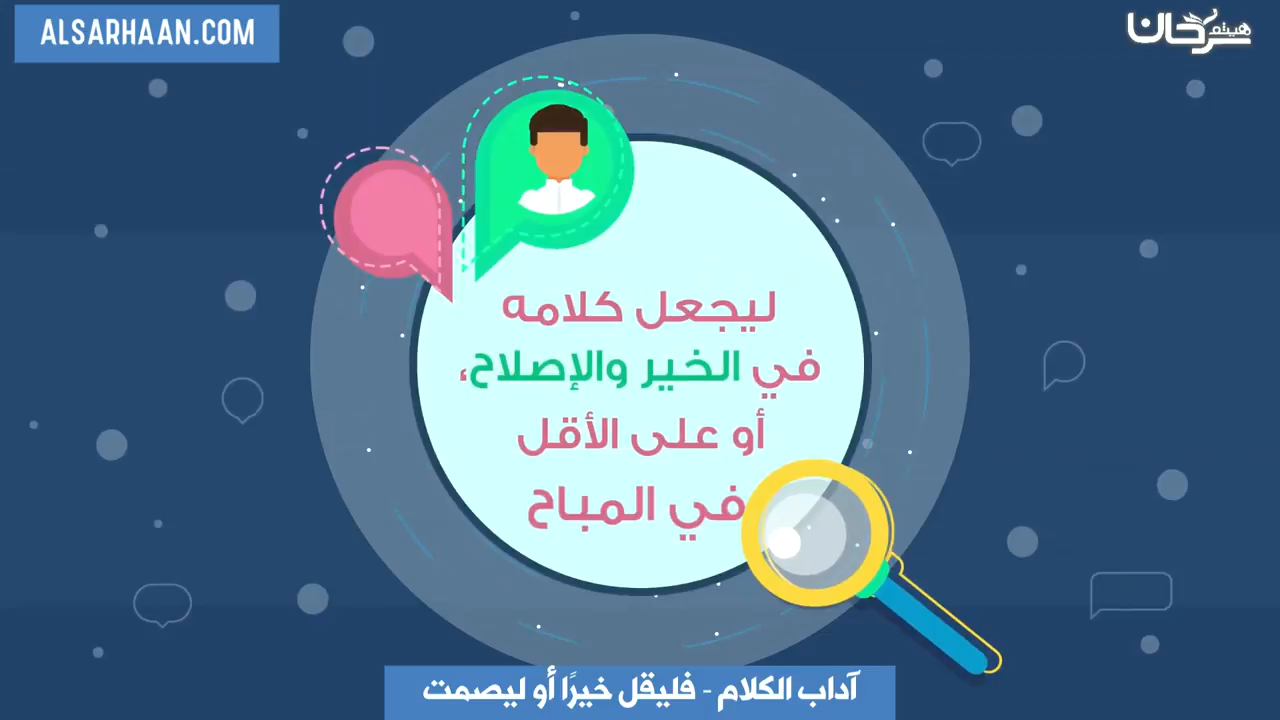 ALSARHAAN.COM
هيثم سرحان
ليجعل كلامه
في الخير والإصلاح،
أو على الأقل
في المباح
آداب الكلام - فليقل خيرًا أو ليصمت